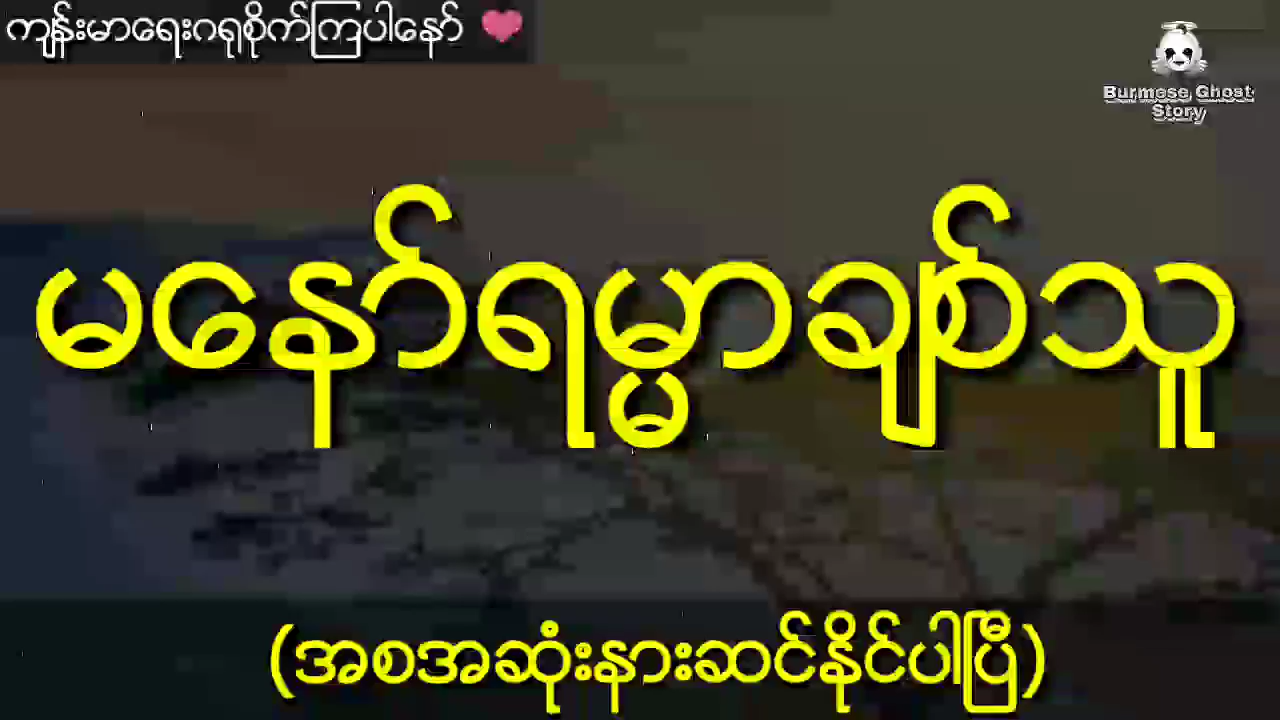 ကျန်းမာရေးဂရုစိုက်ကြပါနော် ❤
Burmese Ghost
Story
မနော်ရမ္မာချစ်သူ
(အစအဆုံးနားဆင်နိုင်ပါပြီ)